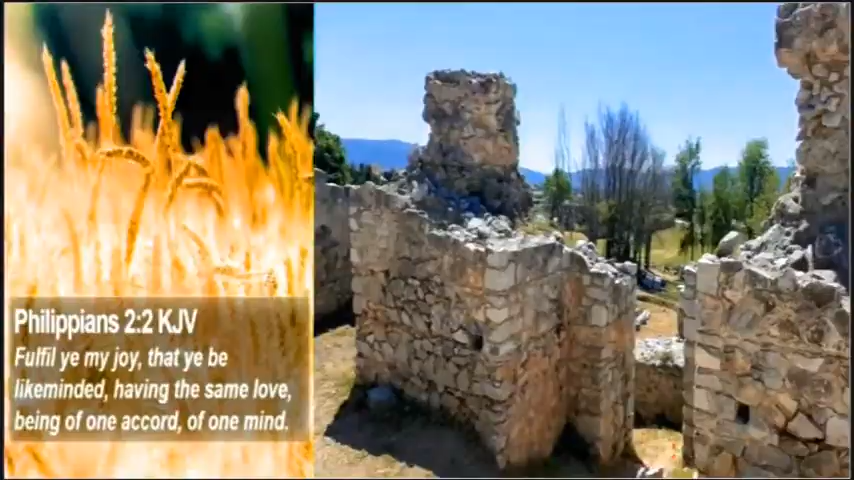 Philippians 2:2 KJV
Fulfil ye my joy, that ye be
likeminded, having the same love,
being of one accord, of one mind.